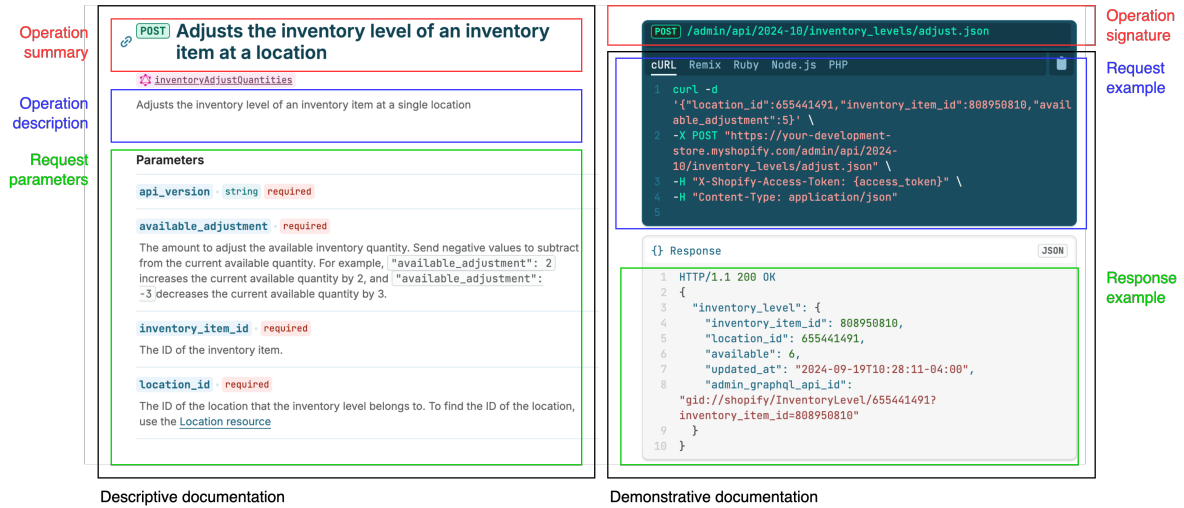 Operation
summary
POST Adjusts the inventory level of an inventory
item at a location
inventoryAdjustQuantities
Operation
description
Adjusts the inventory level of an inventory item at a single location
Request
parameters
Parameters
api_version · string required
available_adjustment · required
The amount to adjust the available inventory quantity. Send negative values to subtract
from the current available quantity. For example, "available_adjustment": 2
increases the current available quantity by 2, and "available_adjustment":
-3 decreases the current available quantity by 3.
inventory_item_id · required
The ID of the inventory item.
location_id · required
The ID of the location that the inventory level belongs to. To find the ID of the location,
use the Location resource
Descriptive documentation
POST /admin/api/2024-10/inventory_levels/adjust.json
Operation
signature
cURL Remix Ruby Node.js PHP
Request
example
1 curl -d
'{"location_id":655441491,"inventory_item_id":808950810,"avail
able_adjustment":5}' \
2 -X POST "https://your-development-
store.myshopify.com/admin/api/2024-
10/inventory_levels/adjust.json" \
3 -H "X-Shopify-Access-Token: {access_token}" \
4 -H "Content-Type: application/json"
5
{} Response JSON
Response
example
1 HTTP/1.1 200 OK
2 {
3 "inventory_level": {
4 "inventory_item_id": 808950810,
5 "location_id": 655441491,
6 "available": 6,
7 "updated_at": "2024-09-19T10:28:11-04:00",
8 "admin_graphql_api_id":
"gid://shopify/InventoryLevel/655441491?
inventory_item_id=808950810"
9 }
10 }
Demonstrative documentation